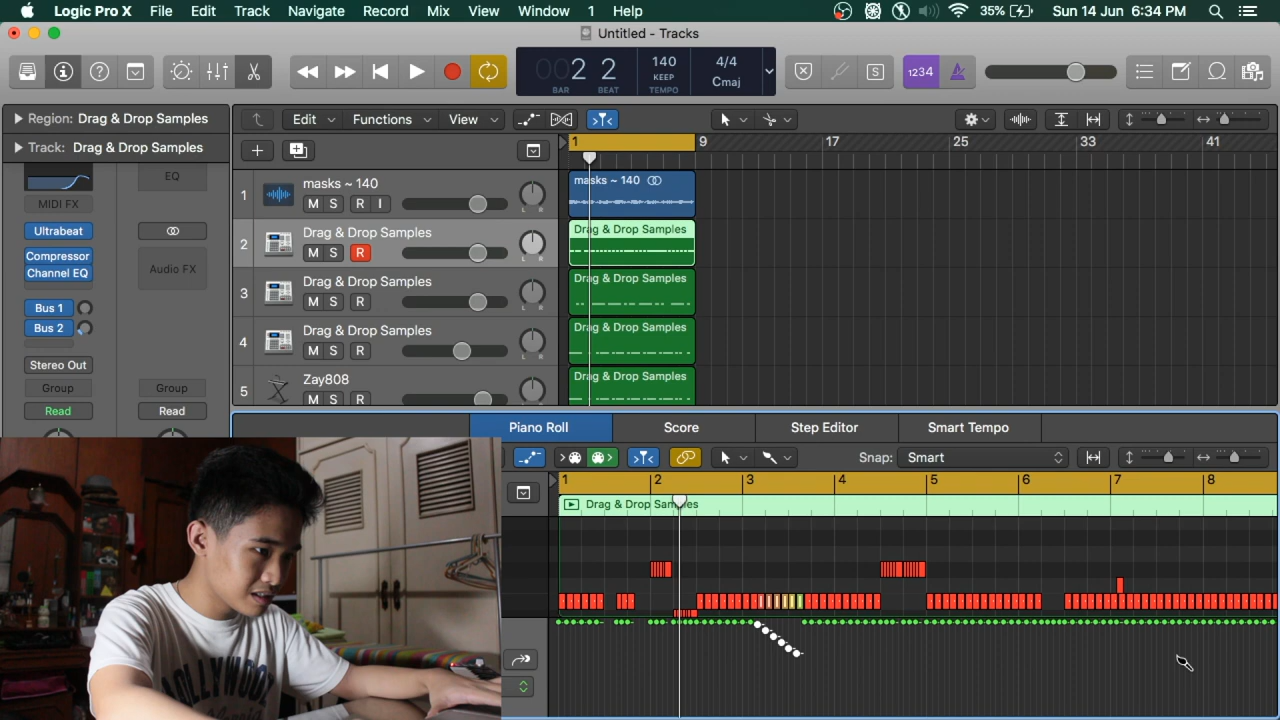 Logic Pro X File Edit Track Navigate Record Mix View Window 1 Help 35% Sun 14 Jun 6:34 PM
Untitled - Tracks
002 2 140 4/4
KEEP Cmaj
BAR BEAT TEMPO
1234
S
Region: Drag & Drop Samples
Edit Functions View
Track: Drag & Drop Samples
1 9 17 25 33 41
EQ
MIDI FX
Ultrabeat
Compressor
Channel EQ
Audio FX
Bus 1
Bus 2
Stereo Out
Group Group
Read Read
1 masks ~ 140
M S R I
L R
masks ~ 140
2 Drag & Drop Samples
M S R
L R
Drag & Drop Samples
3 Drag & Drop Samples
M S R
L R
Drag & Drop Samples
4 Drag & Drop Samples
M S R
L R
Drag & Drop Samples
5 Zay808
M S R
Drag & Drop Samples
Piano Roll Score Step Editor Smart Tempo
Snap: Smart
1 2 3 4 5 6 7 8
Drag & Drop Samples
HOLLYWOOD